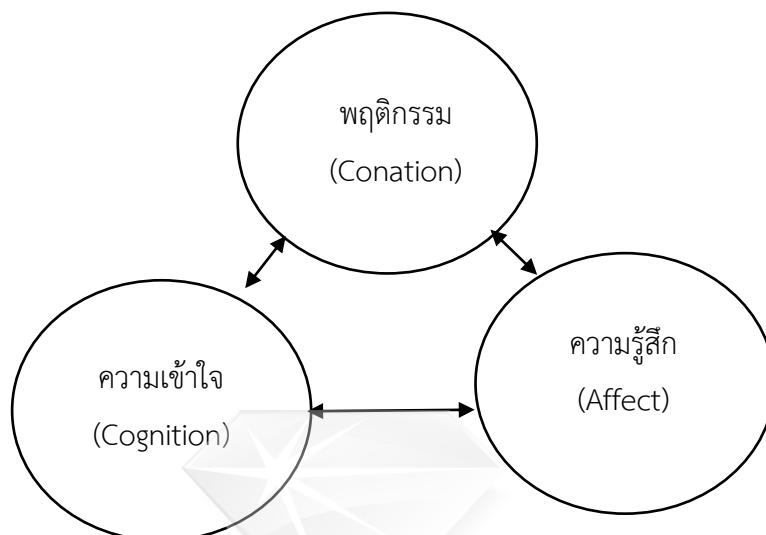 พฤติกรรม
(Conation)
ความรู้สึก
(Affect)
ความเข้าใจ
(Cognition)